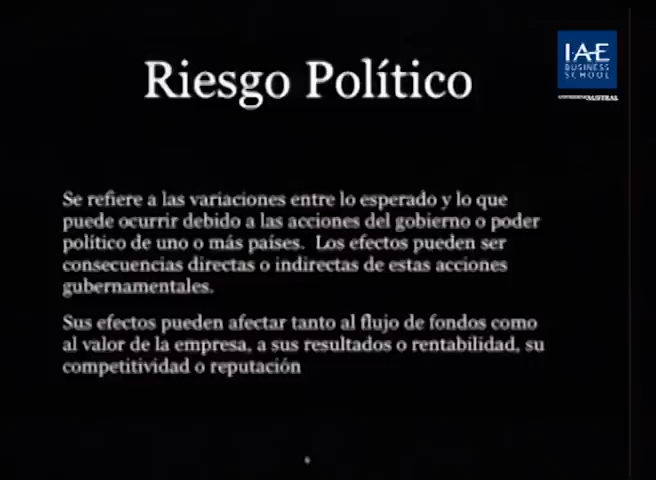 Riesgo Político
IAE
BUSINESS
SCHOOL
Se refiere a las variaciones entre lo esperado y lo que
puede ocurrir debido a las acciones del gobierno o poder
político de uno o más países. Los efectos pueden ser
consecuencias directas o indirectas de estas acciones
gubernamentales.
Sus efectos pueden afectar tanto al flujo de fondos como
al valor de la empresa, a sus resultados o rentabilidad, su
competitividad o reputación